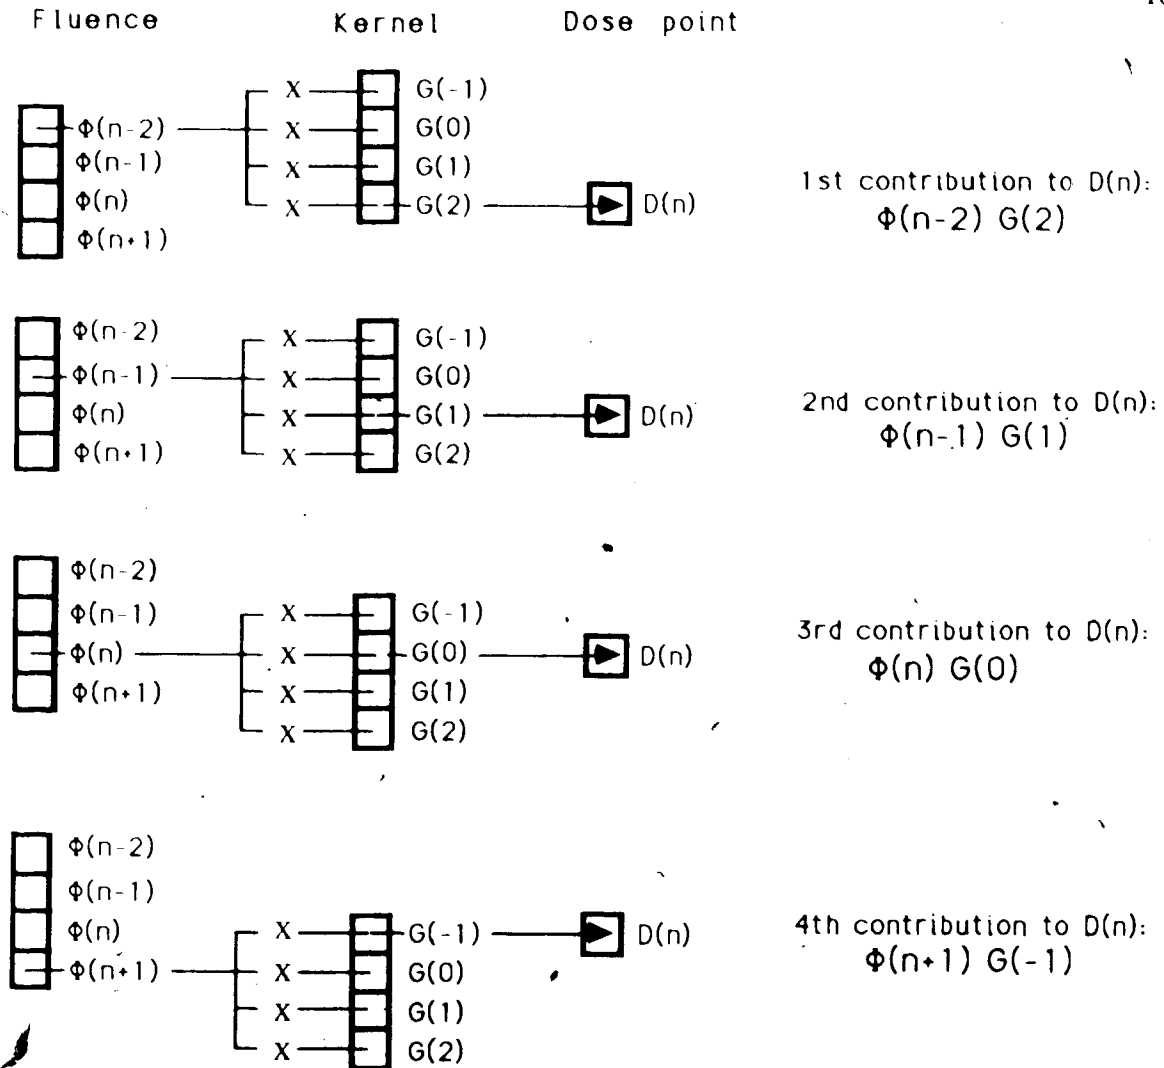 Fluence Kernel Dose point
X G(-1)
Φ(n-2) X G(0)
Φ(n-1) X G(1)
Φ(n) X G(2) D(n)
Φ(n+1)
1st contribution to D(n):
Φ(n-2) G(2)
Φ(n-2) X G(-1)
Φ(n-1) X G(0)
Φ(n) X G(1) D(n)
Φ(n+1) X G(2)
2nd contribution to D(n):
Φ(n-1) G(1)
Φ(n-2)
Φ(n-1) X G(-1)
Φ(n) X G(0) D(n)
Φ(n+1) X G(1)
X G(2)
3rd contribution to D(n):
Φ(n) G(0)
Φ(n-2)
Φ(n-1)
Φ(n) X G(-1) D(n)
Φ(n+1) X G(0)
X G(1)
X G(2)
4th contribution to D(n):
Φ(n+1) G(-1)